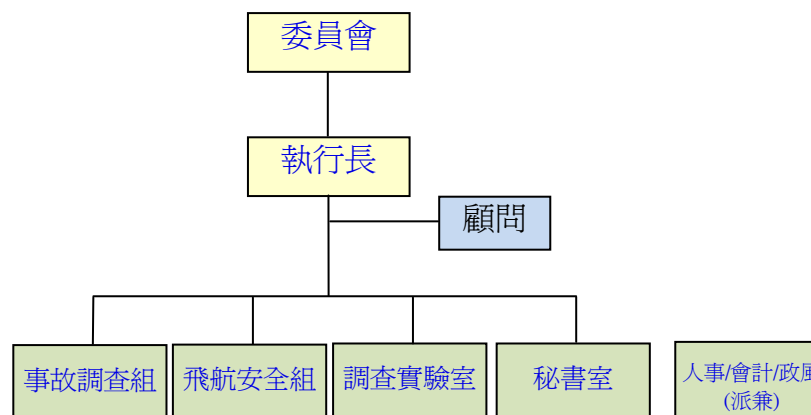 委員會
執行長
顧問
事故調查組
飛航安全組
調查實驗室
秘書室
人事/會計/政風
(派兼)